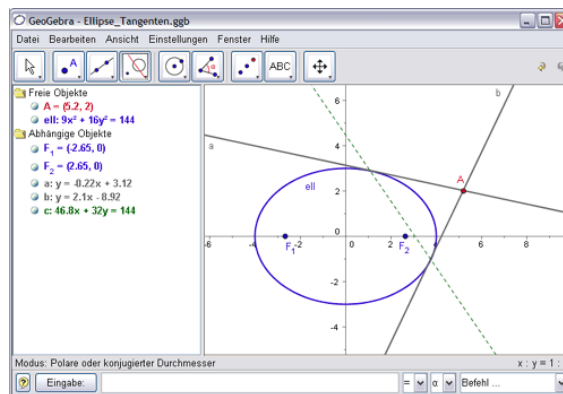 GeoGebra - Ellipse_Tangenten.ggb
Datei Bearbeiten Ansicht Einstellungen Fenster Hilfe
A
α
ABC
Freie Objekte
A = (5.2, 2)
ell: 9x² + 16y² = 144
Abhängige Objekte
F₁ = (-2.65, 0)
F₂ = (2.65, 0)
a: y = -0.22x + 3.12
b: y = 2.1x - 8.92
c: 46.8x + 32y = 144
6
b
a
4
ell
2
A
-6 -4 -2 0 0 2 4 6 8
F₁ F₂
-2
-4
Modus: Polare oder konjugierter Durchmesser
x : y = 1 :
Eingabe:
= α Befehl ...